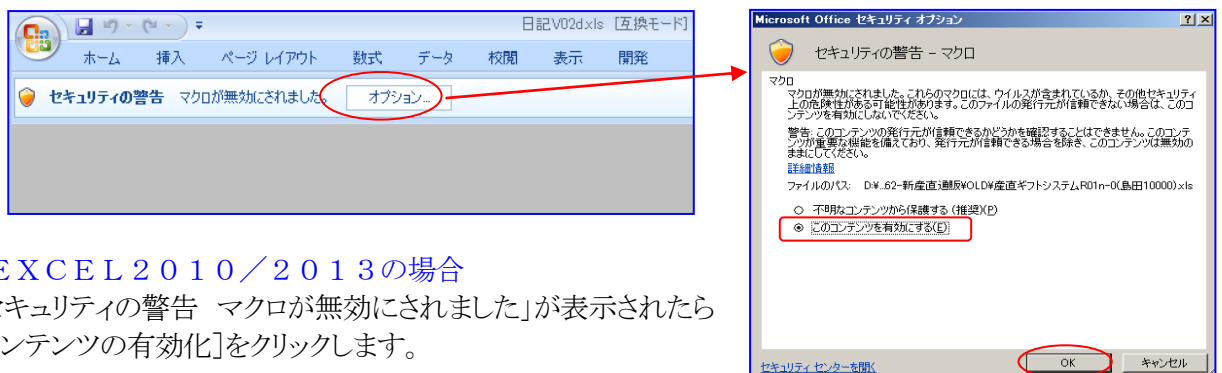 日記V02d.xls [互換モード]
ホーム 挿入 ページ レイアウト 数式 データ 校閲 表示 開発
セキュリティの警告 マクロが無効にされました。 オプション...
Microsoft Office セキュリティ オプション
セキュリティの警告 - マクロ
マクロ
マクロが無効にされました。これらのマクロには、ウイルスが含まれているか、その他セキュリティ
上の危険性がある可能性があります。このファイルの発行元が信頼できない場合は、このコ
ンテンツを有効にしないでください。
警告: このコンテンツの発行元が信頼できるかどうかを確認することはできません。このコンテ
ンツが重要な機能を備えており、発行元が信頼できる場合を除き、このコンテンツは無効の
ままにしてください。
詳細情報
ファイルのパス: D:¥..62-新産直通販¥OLD¥産直ギフトシステムR01n-0(島田10000).xls
不明なコンテンツから保護する (推奨)(P)
このコンテンツを有効にする(E)
セキュリティ センターを開く OK キャンセル
EXCEL2010/2013の場合
セキュリティの警告 マクロが無効にされました」が表示されたら
ンテンツの有効化]をクリックします。